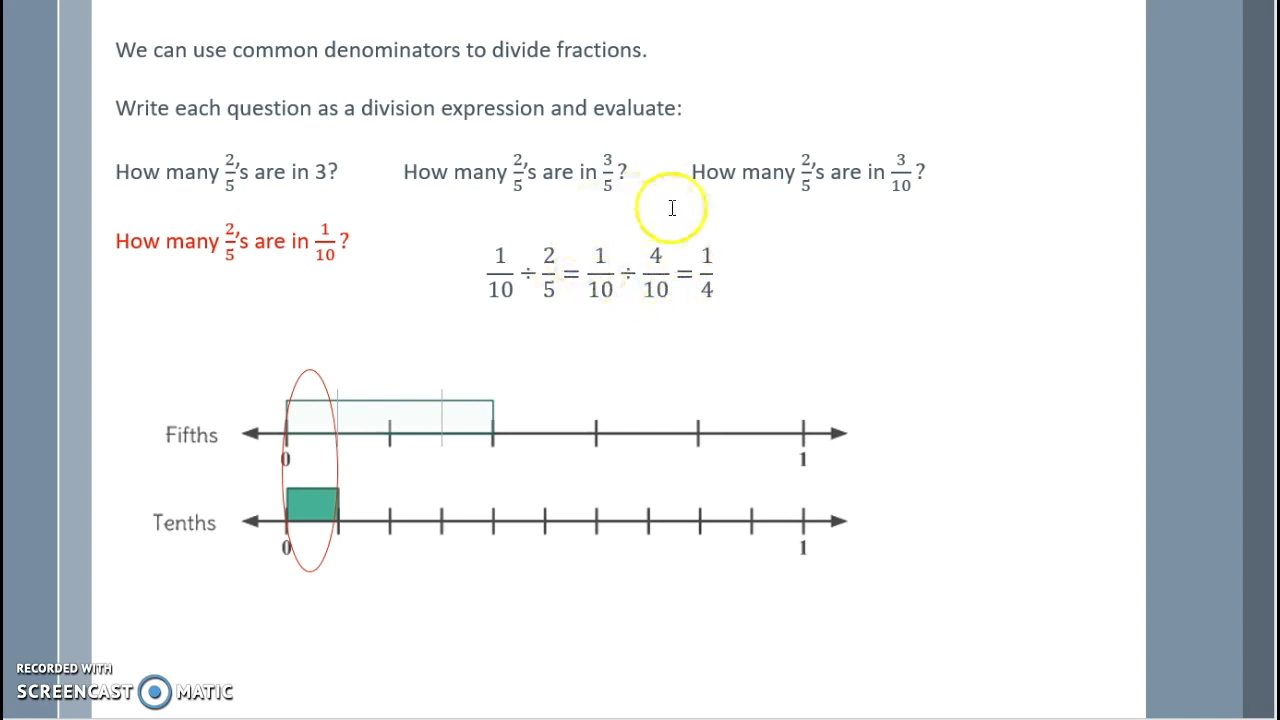 We can use common denominators to divide fractions.
Write each question as a division expression and evaluate:
How many 2/5's are in 3? How many 2/5's are in 3/5? How many 2/5's are in 3/10?
How many 2/5's are in 1/10?
1/10 ÷ 2/5 = 1/10 ÷ 4/10 = 1/4
Fifths
0 1
Tenths
0 1
RECORDED WITH
SCREENCAST MATIC